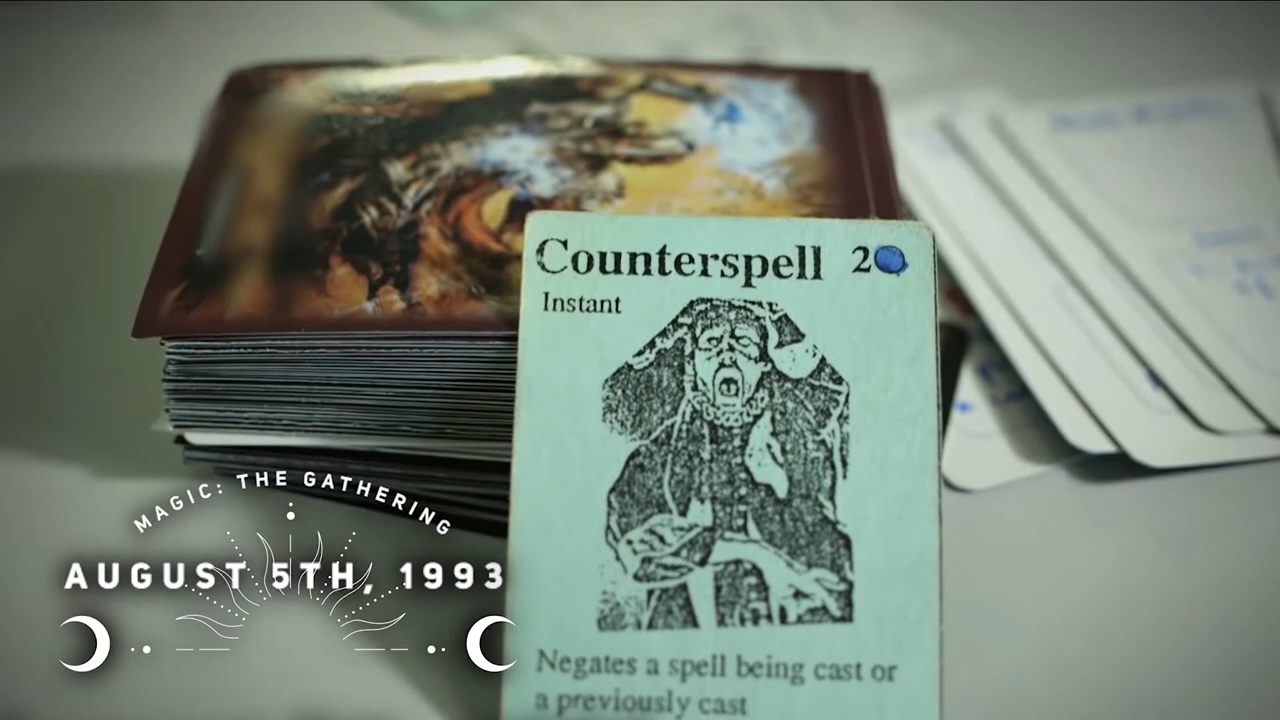 Counterspell 2
Instant
MAGIC: THE GATHERING
AUGUST 5TH, 1993
Negates a spell being cast or
a previously cast